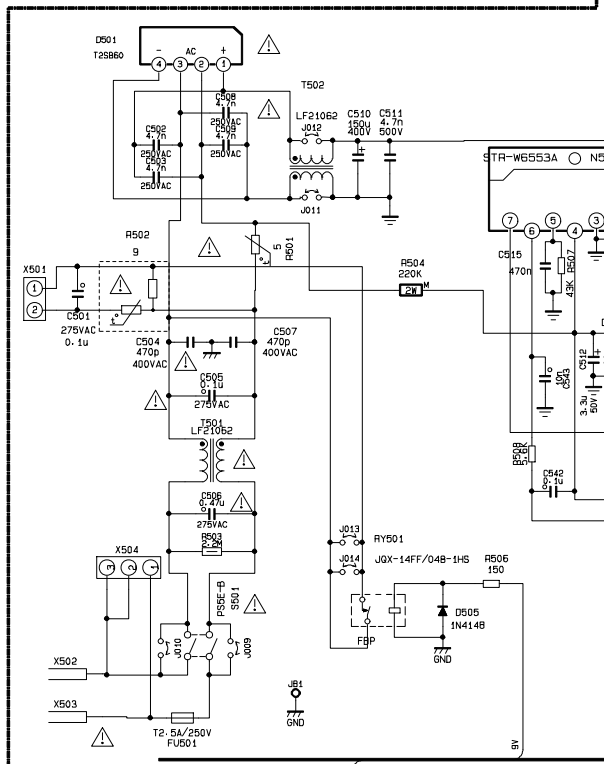 D501
T2SB60
- AC +
4 3 2 1
T502
C508
4.7n
250VAC
C502
4.7n
250VAC
C503
4.7n
250VAC
C509
4.7n
250VAC
LF21062
J012
J011
C510
150u
400V
C511
4.7n
500V
STR-W6553A
7 6 5 4 3
C515
470n
R507
43K
R502
9
5
R501
R504
220K
2W M
X501
1
2
C501
275VAC
0.1u
t°
t°
C504
470p
400VAC
C507
470p
400VAC
C505
0.1u
275VAC
T501
LF21062
C506
0.47u
275VAC
R503
2.2M
C512
3.3u
50V
10n
C543
R508
5.6K
C542
0.1u
X504
3 2 1
PS5E-B
S501
J010
J009
J013
J014
RY501
JQX-14FF/04B-1HS
FBP
R506
150
D505
1N4148
GND
X502
X503
T2.5A/250V
FU501
JB1
GND
9V